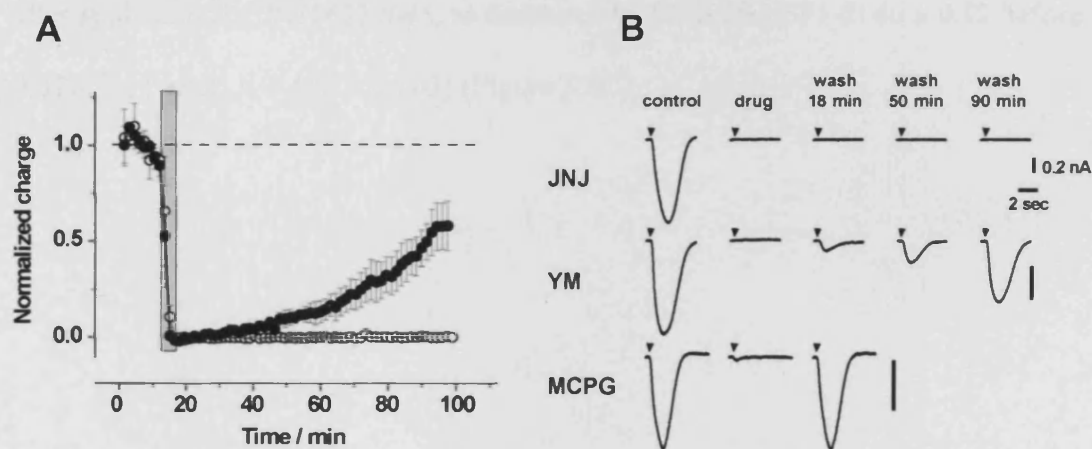 A
Normalized charge
1.0
0.5
0.0
0 20 40 60 80 100
Time / min
B
control drug wash 18 min wash 50 min wash 90 min
JNJ
0.2 nA
2 sec
YM
MCPG